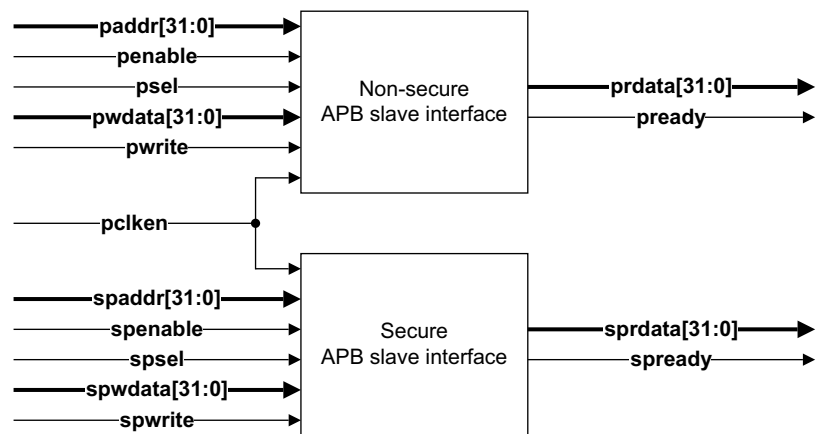 paddr[31:0]
penable
psel
pwdata[31:0]
pwrite
Non-secure
APB slave interface
prdata[31:0]
pready
pclken
spaddr[31:0]
spenable
spsel
spwdata[31:0]
spwrite
Secure
APB slave interface
sprdata[31:0]
spready